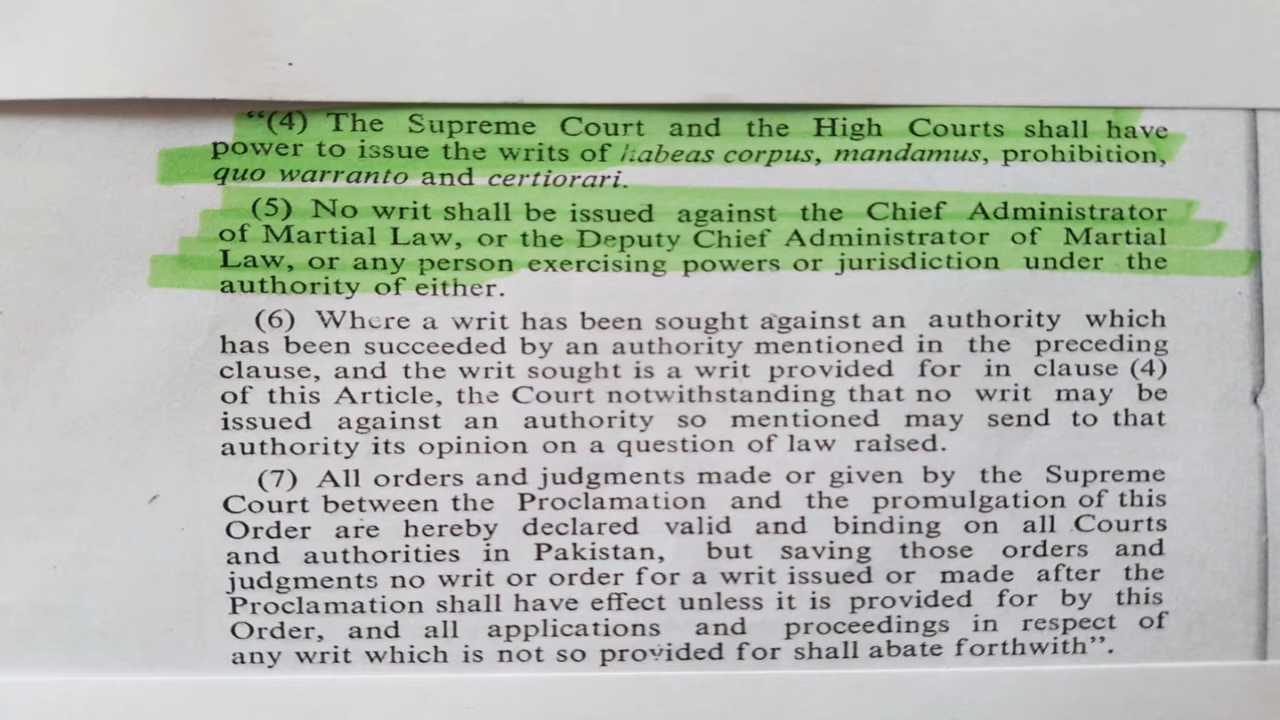 “(4) The Supreme Court and the High Courts shall have
power to issue the writs of habeas corpus, mandamus, prohibition,
quo warranto and certiorari.
(5) No writ shall be issued against the Chief Administrator
of Martial Law, or the Deputy Chief Administrator of Martial
Law, or any person exercising powers or jurisdiction under the
authority of either.
(6) Where a writ has been sought against an authority which
has been succeeded by an authority mentioned in the preceding
clause, and the writ sought is a writ provided for in clause (4)
of this Article, the Court notwithstanding that no writ may be
issued against an authority so mentioned may send to that
authority its opinion on a question of law raised.
(7) All orders and judgments made or given by the Supreme
Court between the Proclamation and the promulgation of this
Order are hereby declared valid and binding on all Courts
and authorities in Pakistan, but saving those orders and
judgments no writ or order for a writ issued or made after the
Proclamation shall have effect unless it is provided for by this
Order, and all applications and proceedings in respect of
any writ which is not so provided for shall abate forthwith”.